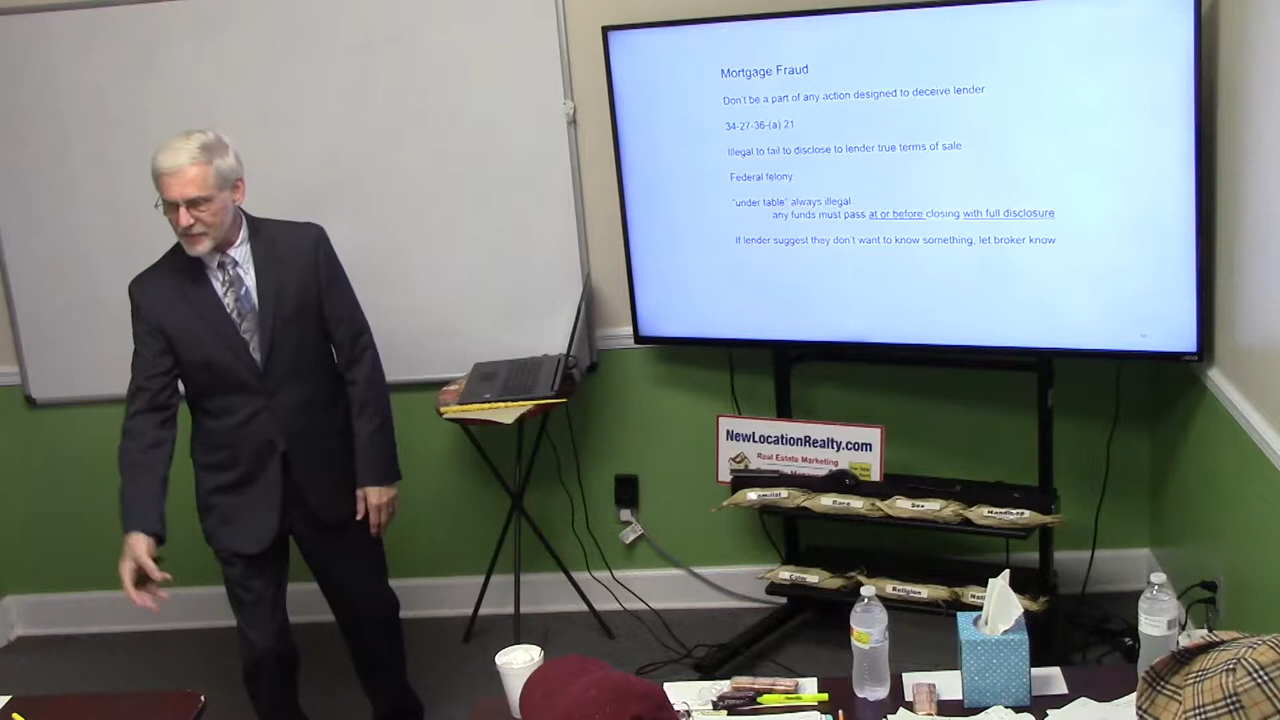 Mortgage Fraud
Don't be a part of any action designed to deceive lender
34-27-36-(a) 21
Illegal to fail to disclose to lender true terms of sale
Federal felony
"under table" always illegal
any funds must pass at or before closing with full disclosure
If lender suggest they don't want to know something, let broker know
NewLocationRealty.com
Real Estate Marketing
Familial
Race
Sex
Handicap
Color
Religion